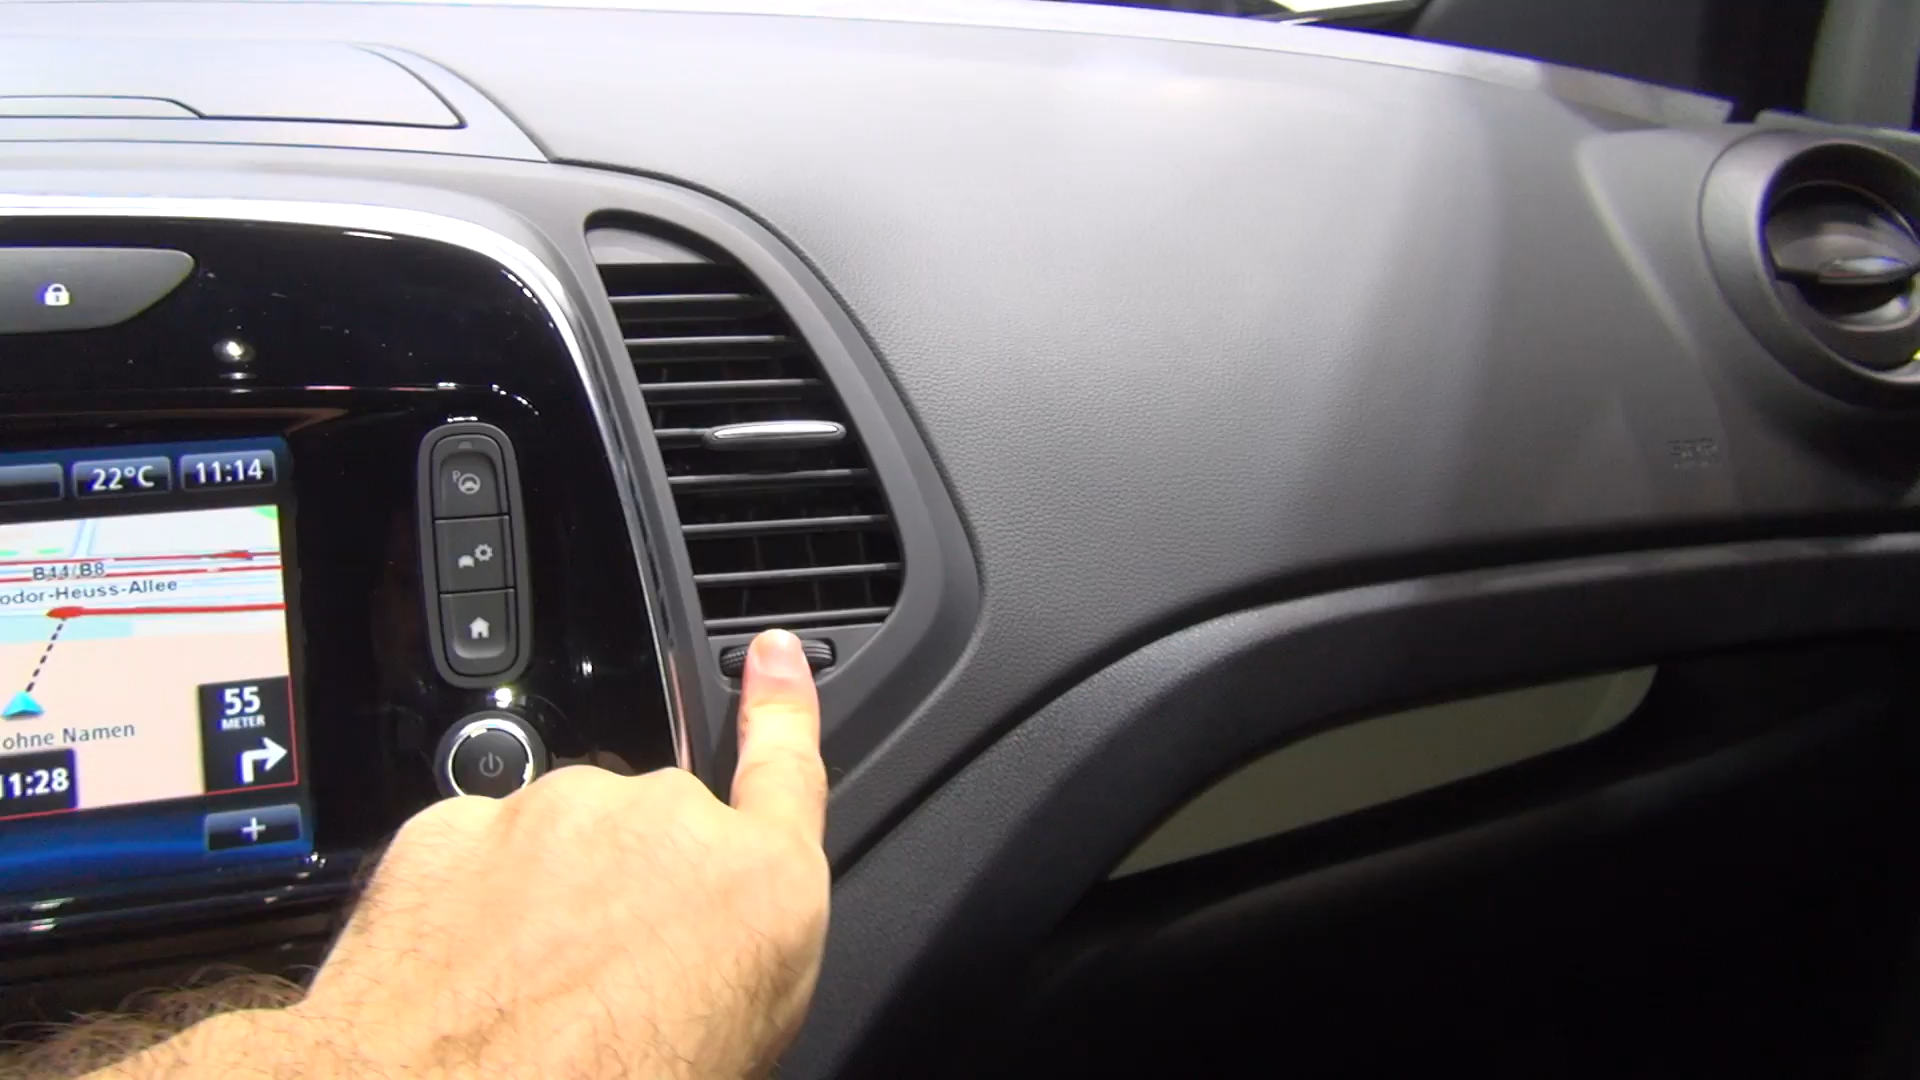 22°C
11:14
B44/B8
odor-Heuss-Allee
55
METER
ohne Namen
11:28
+
P